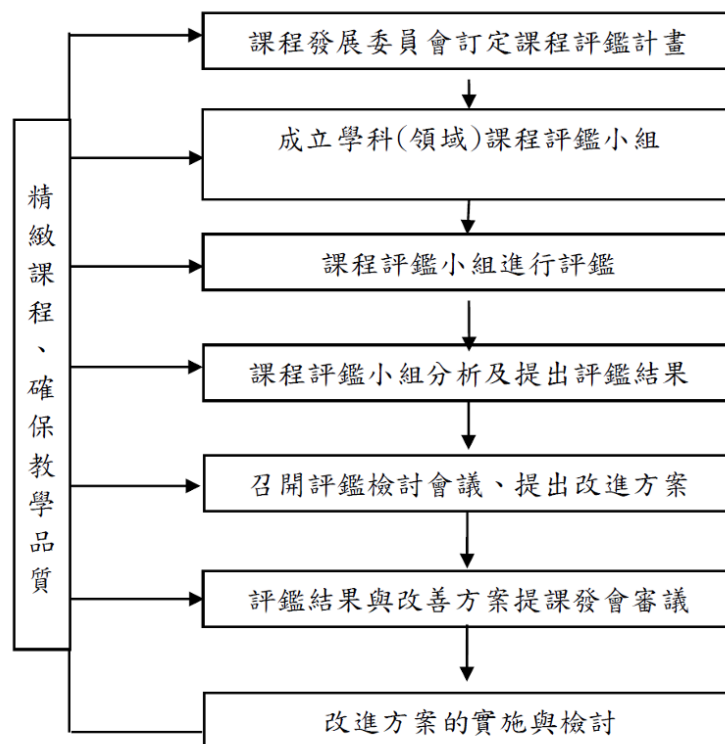 課程發展委員會訂定課程評鑑計畫
成立學科(領域)課程評鑑小組
課程評鑑小組進行評鑑
課程評鑑小組分析及提出評鑑結果
召開評鑑檢討會議、提出改進方案
評鑑結果與改善方案提課發會審議
改進方案的實施與檢討
精緻課程、確保教學品質